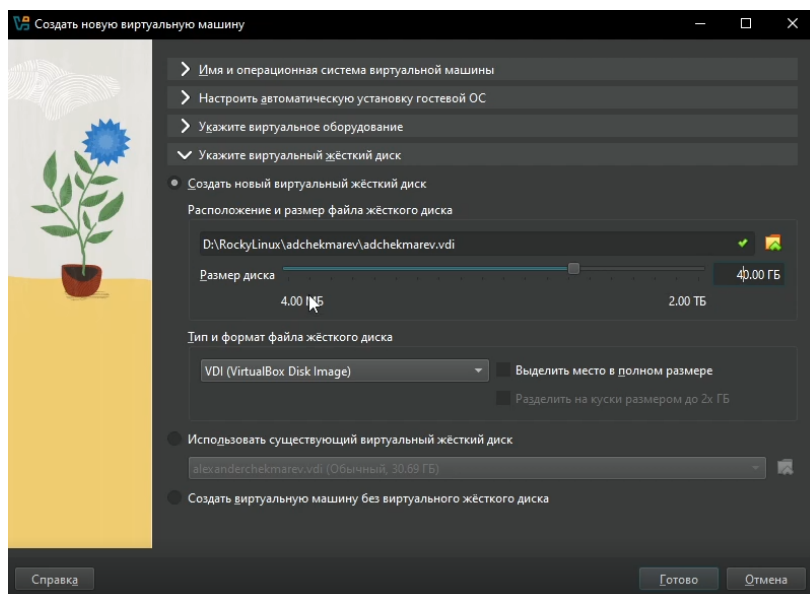 Создать новую виртуальную машину
Имя и операционная система виртуальной машины
Настроить автоматическую установку гостевой ОС
Укажите виртуальное оборудование
Укажите виртуальный жёсткий диск
Создать новый виртуальный жёсткий диск
Расположение и размер файла жёсткого диска
D:\RockyLinux\adchekmarev\adchekmarev.vdi
Размер диска 40.00 ГБ
4.00 2.00 ТБ
Тип и формат файла жёсткого диска
VDI (VirtualBox Disk Image) Выделить место в полном размере
Разделить на куски размером до 2х ГБ
Использовать существующий виртуальный жёсткий диск
alexanderchekmarev.vdi (Обычный, 30.69 ГБ)
Создать виртуальную машину без виртуального жёсткого диска
Справка Готово Отмена